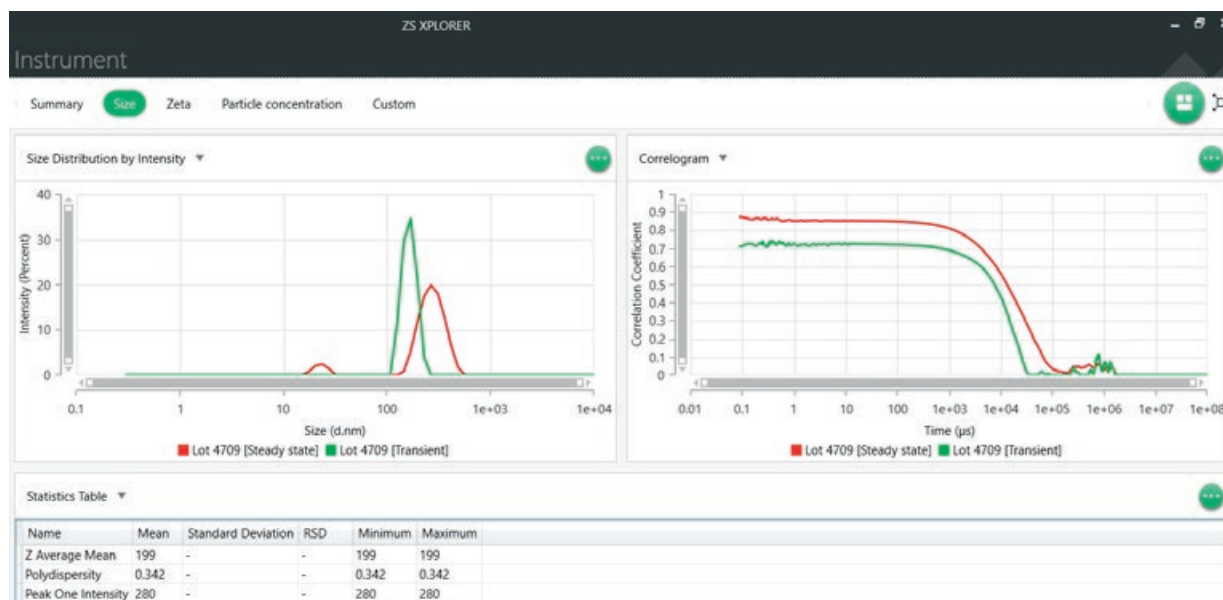 ZS XPLORER
Instrument
Summary Size Zeta Particle concentration Custom
Size Distribution by Intensity
40
30
20
10
0
Intensity (Percent)
0.1 1 10 100 1e+03 1e+04
Size (d.nm)
Lot 4709 [Steady state] Lot 4709 [Transient]
Correlogram
1
0.9
0.8
0.7
0.6
0.5
0.4
0.3
0.2
0.1
0
Correlation Coefficient
0.01 0.1 1 10 100 1e+03 1e+04 1e+05 1e+06 1e+07 1e+08
Time (µs)
Lot 4709 [Steady state] Lot 4709 [Transient]
Statistics Table
Name Mean Standard Deviation RSD Minimum Maximum
Z Average Mean 199 - - 199 199
Polydispersity 0.342 - - 0.342 0.342
Peak One Intensity 280 - - 280 280